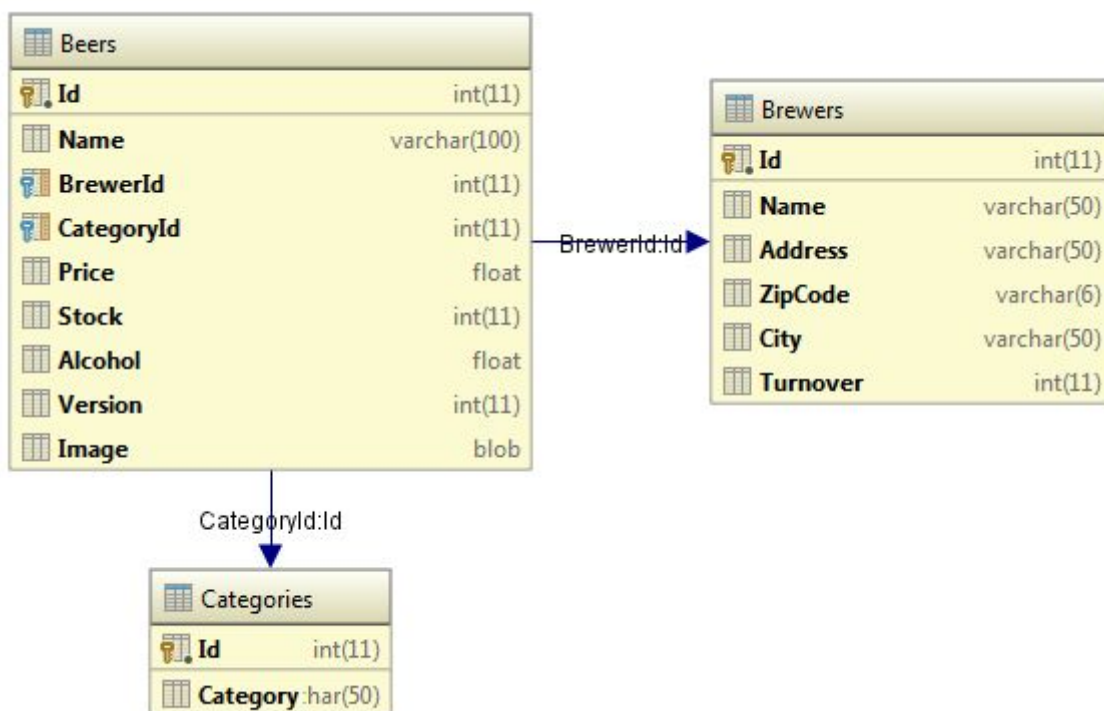 Beers
Id int(11)
Name varchar(100)
BrewerId int(11)
CategoryId int(11)
Price float
Stock int(11)
Alcohol float
Version int(11)
Image blob
BrewerId:Id
Brewers
Id int(11)
Name varchar(50)
Address varchar(50)
ZipCode varchar(6)
City varchar(50)
Turnover int(11)
CategoryId:Id
Categories
Id int(11)
Category :har(50)